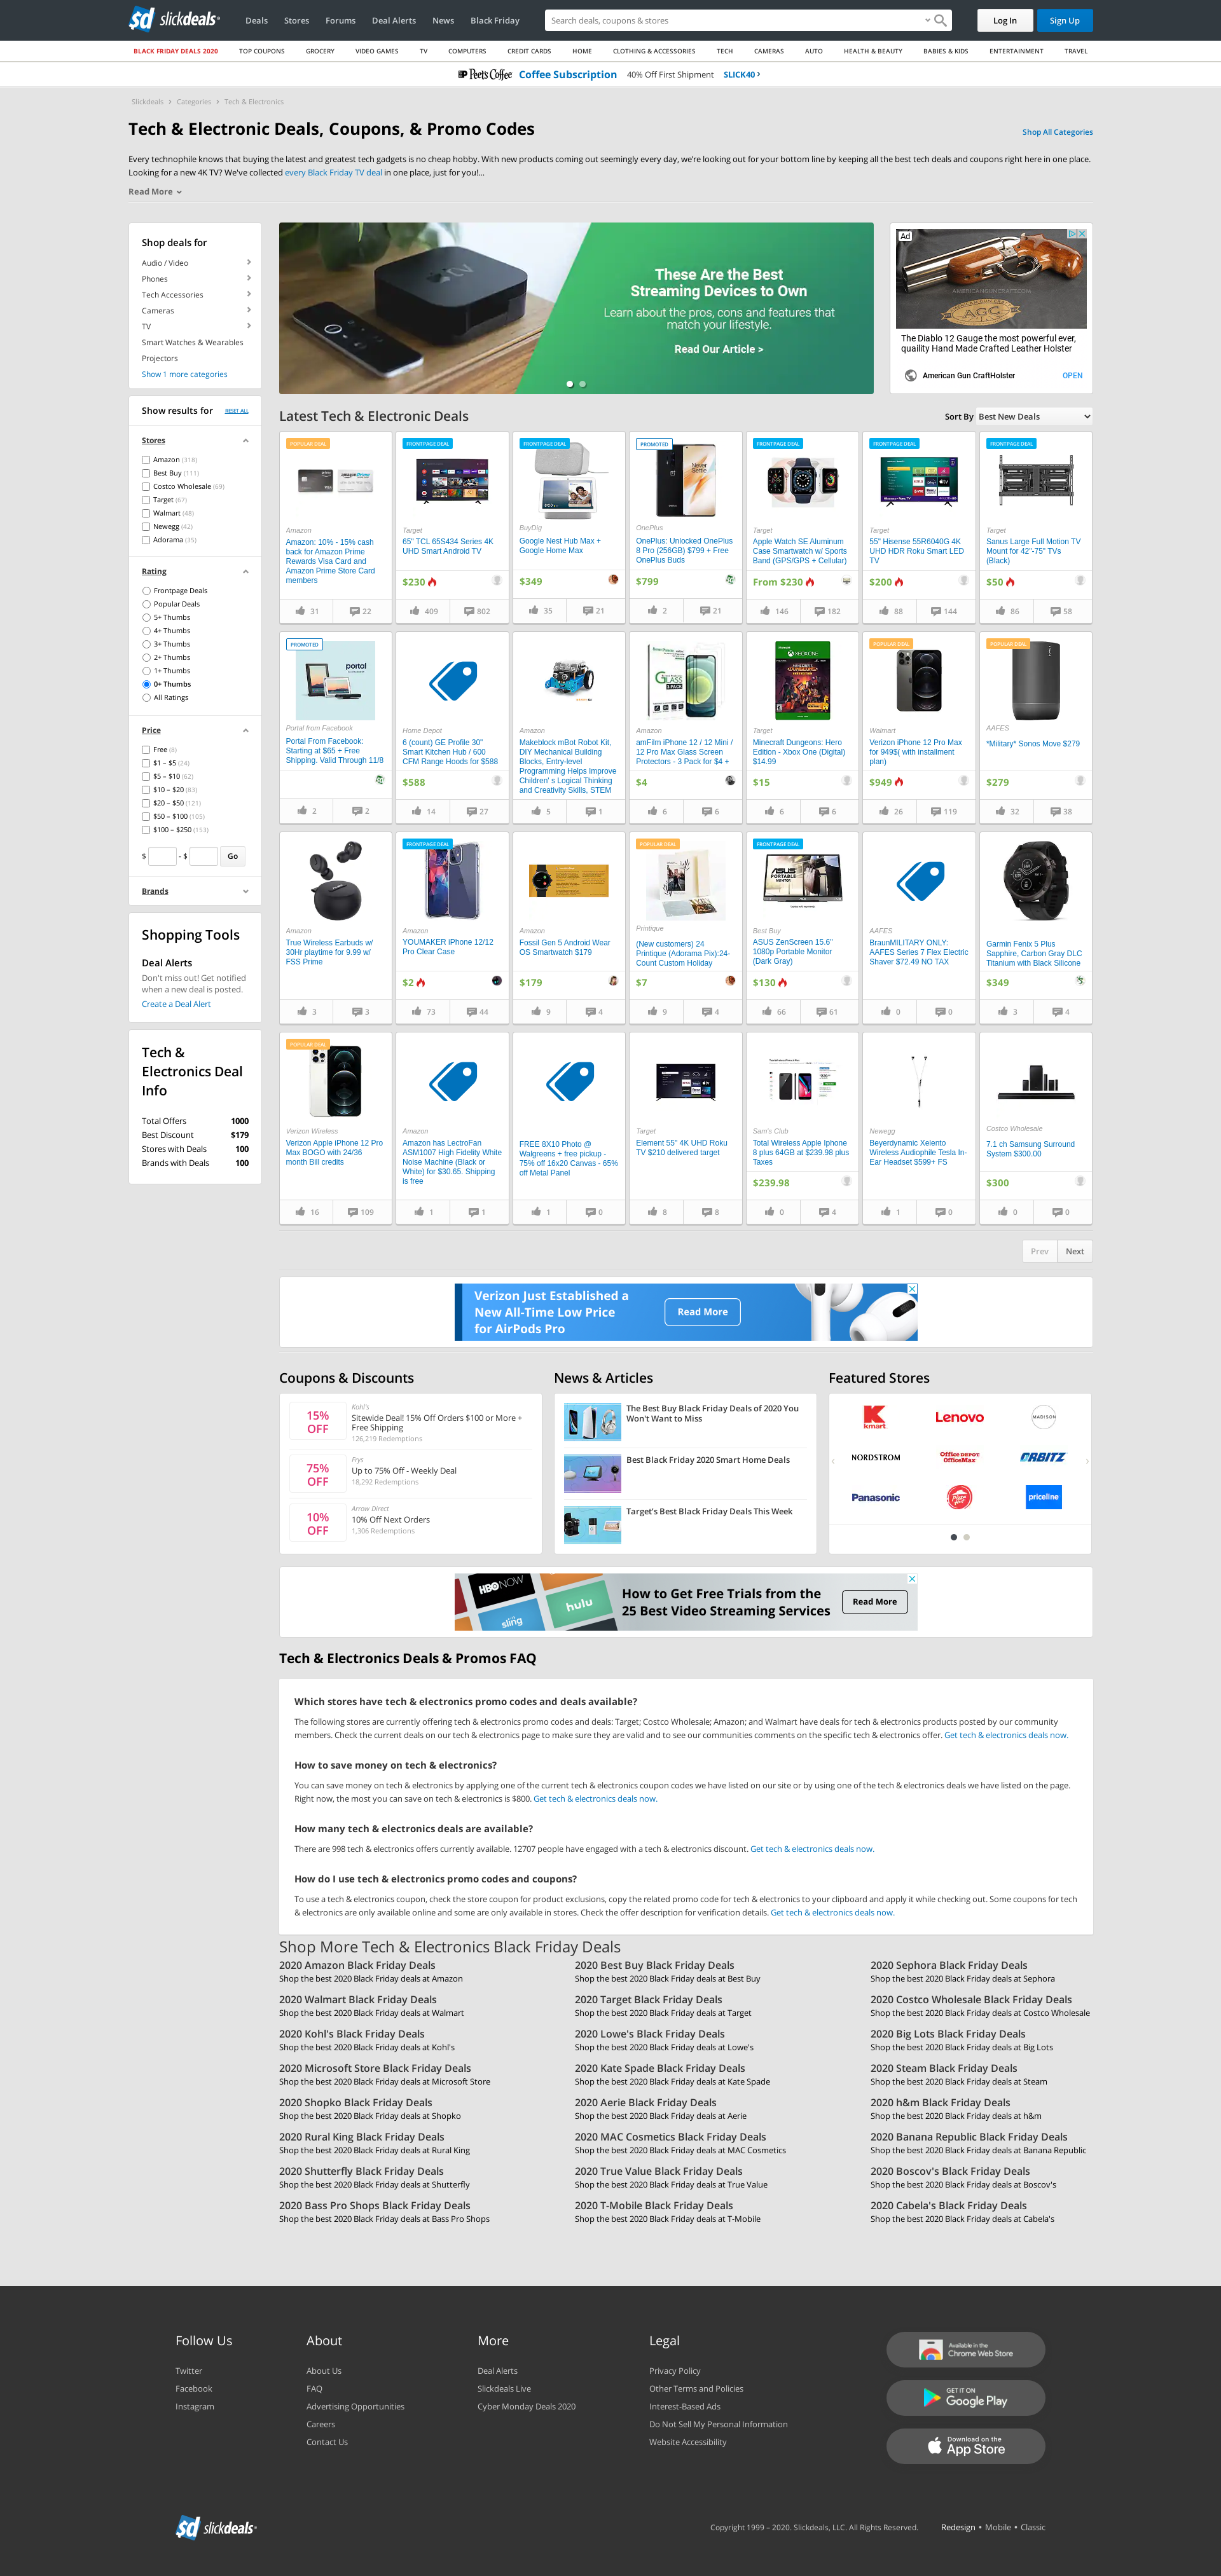 slickdeals
Deals
Stores
Forums
Deal Alerts
News
Black Friday
Search deals, coupons & stores
Log In
Sign Up
BLACK FRIDAY DEALS 2020
TOP COUPONS
GROCERY
VIDEO GAMES
TV
COMPUTERS
CREDIT CARDS
HOME
CLOTHING & ACCESSORIES
TECH
CAMERAS
AUTO
HEALTH & BEAUTY
BABIES & KIDS
ENTERTAINMENT
TRAVEL
Peet's Coffee Coffee Subscription 40% Off First Shipment SLICK40 >
Slickdeals > Categories > Tech & Electronics
Tech & Electronic Deals, Coupons, & Promo Codes
Shop All Categories
Every technophile knows that buying the latest and greatest tech gadgets is no cheap hobby. With new products coming out seemingly every day, we're looking out for your bottom line by keeping all the best tech deals and coupons right here in one place.
Looking for a new 4K TV? We've collected every Black Friday TV deal in one place, just for you!...
Read More
Shop deals for
Audio / Video
Phones
Tech Accessories
Cameras
TV
Smart Watches & Wearables
Projectors
Show 1 more categories
These Are the Best
Streaming Devices to Own
Learn about the pros, cons and features that
match your lifestyle.
Read Our Article >
Ad
The Diablo 12 Gauge the most powerful ever,
quaility Hand Made Crafted Leather Holster
American Gun CraftHolster
OPEN
Show results for
RESET ALL
Stores
Amazon (318)
Best Buy (111)
Costco Wholesale (69)
Target (67)
Walmart (48)
Newegg (42)
Adorama (35)
Rating
Frontpage Deals
Popular Deals
5+ Thumbs
4+ Thumbs
3+ Thumbs
2+ Thumbs
1+ Thumbs
0+ Thumbs
All Ratings
Price
Free (8)
$1 – $5 (24)
$5 – $10 (62)
$10 – $20 (83)
$20 – $50 (121)
$50 – $100 (105)
$100 – $250 (153)
$ - $ Go
Brands
Shopping Tools
Deal Alerts
Don't miss out! Get notified
when a new deal is posted.
Create a Deal Alert
Tech &
Electronics Deal
Info
Total Offers 1000
Best Discount $179
Stores with Deals 100
Brands with Deals 100
Latest Tech & Electronic Deals
Sort By Best New Deals
POPULAR DEAL
Amazon
Amazon: 10% - 15% cash
back for Amazon Prime
Rewards Visa Card and
Amazon Prime Store Card
members
31 22
FRONTPAGE DEAL
Target
65" TCL 65S434 Series 4K
UHD Smart Android TV
$230
409 802
FRONTPAGE DEAL
BuyDig
Google Nest Hub Max +
Google Home Max
$349
35 21
PROMOTED
OnePlus
OnePlus: Unlocked OnePlus
8 Pro (256GB) $799 + Free
OnePlus Buds
$799
2 21
FRONTPAGE DEAL
Target
Apple Watch SE Aluminum
Case Smartwatch w/ Sports
Band (GPS/GPS + Cellular)
From $230
146 182
FRONTPAGE DEAL
Target
55" Hisense 55R6040G 4K
UHD HDR Roku Smart LED
TV
$200
88 144
FRONTPAGE DEAL
Target
Sanus Large Full Motion TV
Mount for 42"-75" TVs
(Black)
$50
86 58
PROMOTED
portal
Portal from Facebook
Portal From Facebook:
Starting at $65 + Free
Shipping. Valid Through 11/8
2 2
Home Depot
6 (count) GE Profile 30"
Smart Kitchen Hub / 600
CFM Range Hoods for $588
$588
14 27
Amazon
Makeblock mBot Robot Kit,
DIY Mechanical Building
Blocks, Entry-level
Programming Helps Improve
Children' s Logical Thinking
and Creativity Skills, STEM
5 1
Amazon
amFilm iPhone 12 / 12 Mini /
12 Pro Max Glass Screen
Protectors - 3 Pack for $4 +
$4
6 6
XBOX ONE
Target
Minecraft Dungeons: Hero
Edition - Xbox One (Digital)
$14.99
$15
6 6
POPULAR DEAL
Walmart
Verizon iPhone 12 Pro Max
for 949$( with installment
plan)
$949
26 119
POPULAR DEAL
AAFES
*Military* Sonos Move $279
$279
32 38
Amazon
True Wireless Earbuds w/
30Hr playtime for 9.99 w/
FSS Prime
3 3
FRONTPAGE DEAL
Amazon
YOUMAKER iPhone 12/12
Pro Clear Case
$2
73 44
Amazon
Fossil Gen 5 Android Wear
OS Smartwatch $179
$179
9 4
POPULAR DEAL
Printique
(New customers) 24
Printique (Adorama Pix):24-
Count Custom Holiday
$7
9 4
FRONTPAGE DEAL
Best Buy
ASUS ZenScreen 15.6"
1080p Portable Monitor
(Dark Gray)
$130
66 61
AAFES
BraunMILITARY ONLY:
AAFES Series 7 Flex Electric
Shaver $72.49 NO TAX
0 0
Garmin Fenix 5 Plus
Sapphire, Carbon Gray DLC
Titanium with Black Silicone
$349
3 4
POPULAR DEAL
Verizon Wireless
Verizon Apple iPhone 12 Pro
Max BOGO with 24/36
month Bill credits
16 109
Amazon
Amazon has LectroFan
ASM1007 High Fidelity White
Noise Machine (Black or
White) for $30.65. Shipping
is free
1 1
FREE 8X10 Photo @
Walgreens + free pickup -
75% off 16x20 Canvas - 65%
off Metal Panel
1 0
Target
Element 55" 4K UHD Roku
TV $210 delivered target
8 8
Sam's Club
Total Wireless Apple Iphone
8 plus 64GB at $239.98 plus
Taxes
$239.98
0 4
Newegg
Beyerdynamic Xelento
Wireless Audiophile Tesla In-
Ear Headset $599+ FS
1 0
Costco Wholesale
7.1 ch Samsung Surround
System $300.00
$300
0 0
Prev Next
Verizon Just Established a
New All-Time Low Price
for AirPods Pro
Read More
Coupons & Discounts
15%
OFF
Kohl's
Sitewide Deal! 15% Off Orders $100 or More +
Free Shipping
126,219 Redemptions
75%
OFF
Frys
Up to 75% Off - Weekly Deal
18,292 Redemptions
10%
OFF
Arrow Direct
10% Off Next Orders
1,306 Redemptions
News & Articles
The Best Buy Black Friday Deals of 2020 You
Won't Want to Miss
Best Black Friday 2020 Smart Home Deals
Target's Best Black Friday Deals This Week
Featured Stores
kmart
Lenovo
MADISON
NORDSTROM
Office DEPOT
OfficeMax
ORBITZ
Panasonic
Pizza Hut
priceline
HBO NOW
sling
hulu
How to Get Free Trials from the
25 Best Video Streaming Services
Read More
Tech & Electronics Deals & Promos FAQ
Which stores have tech & electronics promo codes and deals available?
The following stores are currently offering tech & electronics promo codes and deals: Target; Costco Wholesale; Amazon; and Walmart have deals for tech & electronics products posted by our community
members. Check the current deals on our tech & electronics page to make sure they are valid and to see our communities comments on the specific tech & electronics offer. Get tech & electronics deals now.
How to save money on tech & electronics?
You can save money on tech & electronics by applying one of the current tech & electronics coupon codes we have listed on our site or by using one of the tech & electronics deals we have listed on the page.
Right now, the most you can save on tech & electronics is $800. Get tech & electronics deals now.
How many tech & electronics deals are available?
There are 998 tech & electronics offers currently available. 12707 people have engaged with a tech & electronics discount. Get tech & electronics deals now.
How do I use tech & electronics promo codes and coupons?
To use a tech & electronics coupon, check the store coupon for product exclusions, copy the related promo code for tech & electronics to your clipboard and apply it while checking out. Some coupons for tech
& electronics are only available online and some are only available in stores. Check the offer description for verification details. Get tech & electronics deals now.
Shop More Tech & Electronics Black Friday Deals
2020 Amazon Black Friday Deals
Shop the best 2020 Black Friday deals at Amazon
2020 Best Buy Black Friday Deals
Shop the best 2020 Black Friday deals at Best Buy
2020 Sephora Black Friday Deals
Shop the best 2020 Black Friday deals at Sephora
2020 Walmart Black Friday Deals
Shop the best 2020 Black Friday deals at Walmart
2020 Target Black Friday Deals
Shop the best 2020 Black Friday deals at Target
2020 Costco Wholesale Black Friday Deals
Shop the best 2020 Black Friday deals at Costco Wholesale
2020 Kohl's Black Friday Deals
Shop the best 2020 Black Friday deals at Kohl's
2020 Lowe's Black Friday Deals
Shop the best 2020 Black Friday deals at Lowe's
2020 Big Lots Black Friday Deals
Shop the best 2020 Black Friday deals at Big Lots
2020 Microsoft Store Black Friday Deals
Shop the best 2020 Black Friday deals at Microsoft Store
2020 Kate Spade Black Friday Deals
Shop the best 2020 Black Friday deals at Kate Spade
2020 Steam Black Friday Deals
Shop the best 2020 Black Friday deals at Steam
2020 Shopko Black Friday Deals
Shop the best 2020 Black Friday deals at Shopko
2020 Aerie Black Friday Deals
Shop the best 2020 Black Friday deals at Aerie
2020 h&m Black Friday Deals
Shop the best 2020 Black Friday deals at h&m
2020 Rural King Black Friday Deals
Shop the best 2020 Black Friday deals at Rural King
2020 MAC Cosmetics Black Friday Deals
Shop the best 2020 Black Friday deals at MAC Cosmetics
2020 Banana Republic Black Friday Deals
Shop the best 2020 Black Friday deals at Banana Republic
2020 Shutterfly Black Friday Deals
Shop the best 2020 Black Friday deals at Shutterfly
2020 True Value Black Friday Deals
Shop the best 2020 Black Friday deals at True Value
2020 Boscov's Black Friday Deals
Shop the best 2020 Black Friday deals at Boscov's
2020 Bass Pro Shops Black Friday Deals
Shop the best 2020 Black Friday deals at Bass Pro Shops
2020 T-Mobile Black Friday Deals
Shop the best 2020 Black Friday deals at T-Mobile
2020 Cabela's Black Friday Deals
Shop the best 2020 Black Friday deals at Cabela's
Follow Us
Twitter
Facebook
Instagram
About
About Us
FAQ
Advertising Opportunities
Careers
Contact Us
More
Deal Alerts
Slickdeals Live
Cyber Monday Deals 2020
Legal
Privacy Policy
Other Terms and Policies
Interest-Based Ads
Do Not Sell My Personal Information
Website Accessibility
Available in the
Chrome Web Store
GET IT ON
Google Play
Download on the
App Store
slickdeals
Copyright 1999 – 2020. Slickdeals, LLC. All Rights Reserved.
Redesign • Mobile • Classic